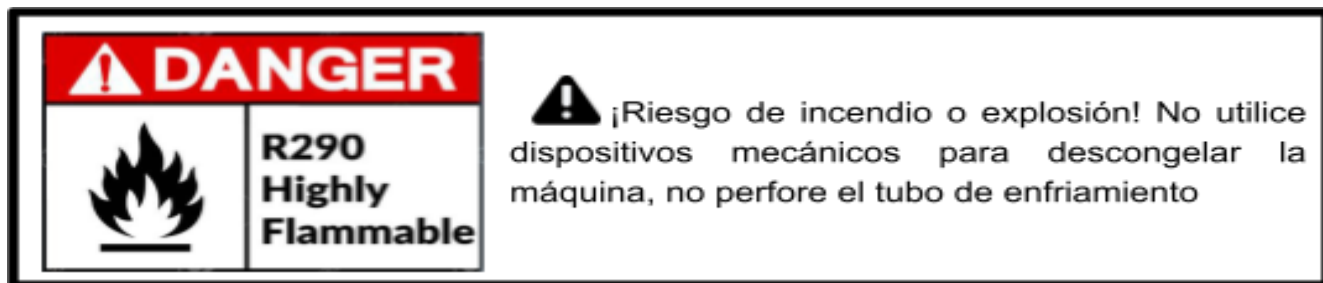 DANGER
R290
Highly
Flammable
¡Riesgo de incendio o explosión! No utilice
dispositivos mecánicos para descongelar la
máquina, no perfore el tubo de enfriamiento